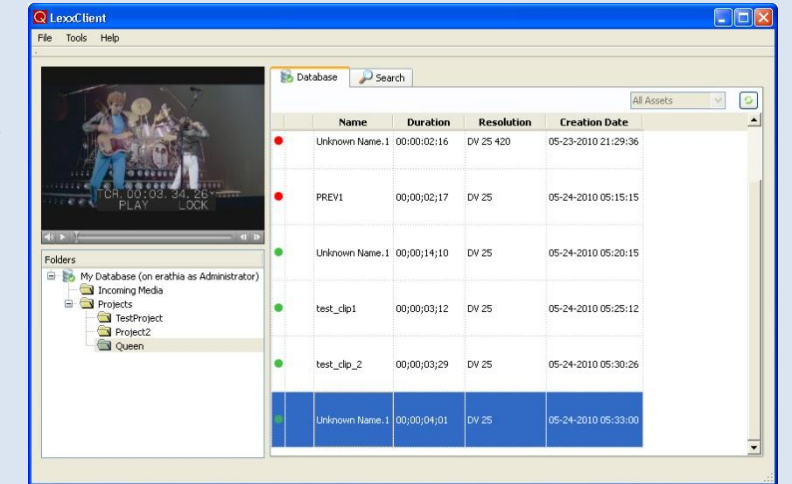 LexxClient
File Tools Help
TCR. 00:03. 34. 26
PLAY LOCK
Folders
My Database (on erathia as Administrator)
Incoming Media
Projects
TestProject
Project2
Queen
Database Search
All Assets
Name Duration Resolution Creation Date
Unknown Name.1 00:00:02:16 DV 25 420 05-23-2010 21:29:36
PREV1 00;00;02;17 DV 25 05-24-2010 05:15:15
Unknown Name.1 00;00;14;10 DV 25 05-24-2010 05:20:15
test_clip1 00;00;03;12 DV 25 05-24-2010 05:25:12
test_clip_2 00;00;03;29 DV 25 05-24-2010 05:30:26
Unknown Name.1 00;00;04;01 DV 25 05-24-2010 05:33:00